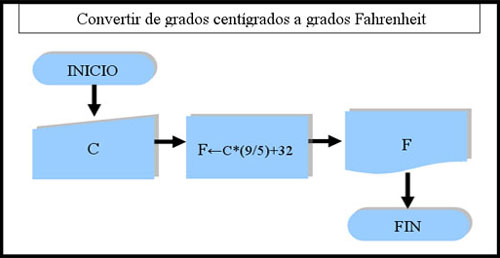 Convertir de grados centígrados a grados Fahrenheit
INICIO
C
F←C*(9/5)+32
F
FIN